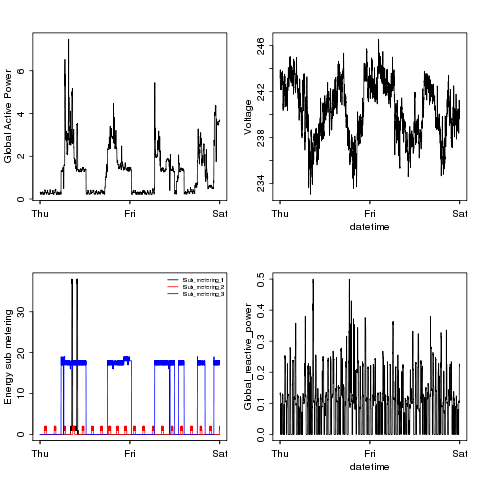 Global Active Power
0 2 4 6
Thu Fri Sat
Voltage
234 238 242 246
Thu Fri Sat
datetime
Energy sub metering
0 10 20 30
Sub_metering_1
Sub_metering_2
Sub_metering_3
Thu Fri Sat
Global_reactive_power
0.0 0.1 0.2 0.3 0.4 0.5
Thu Fri Sat
datetime